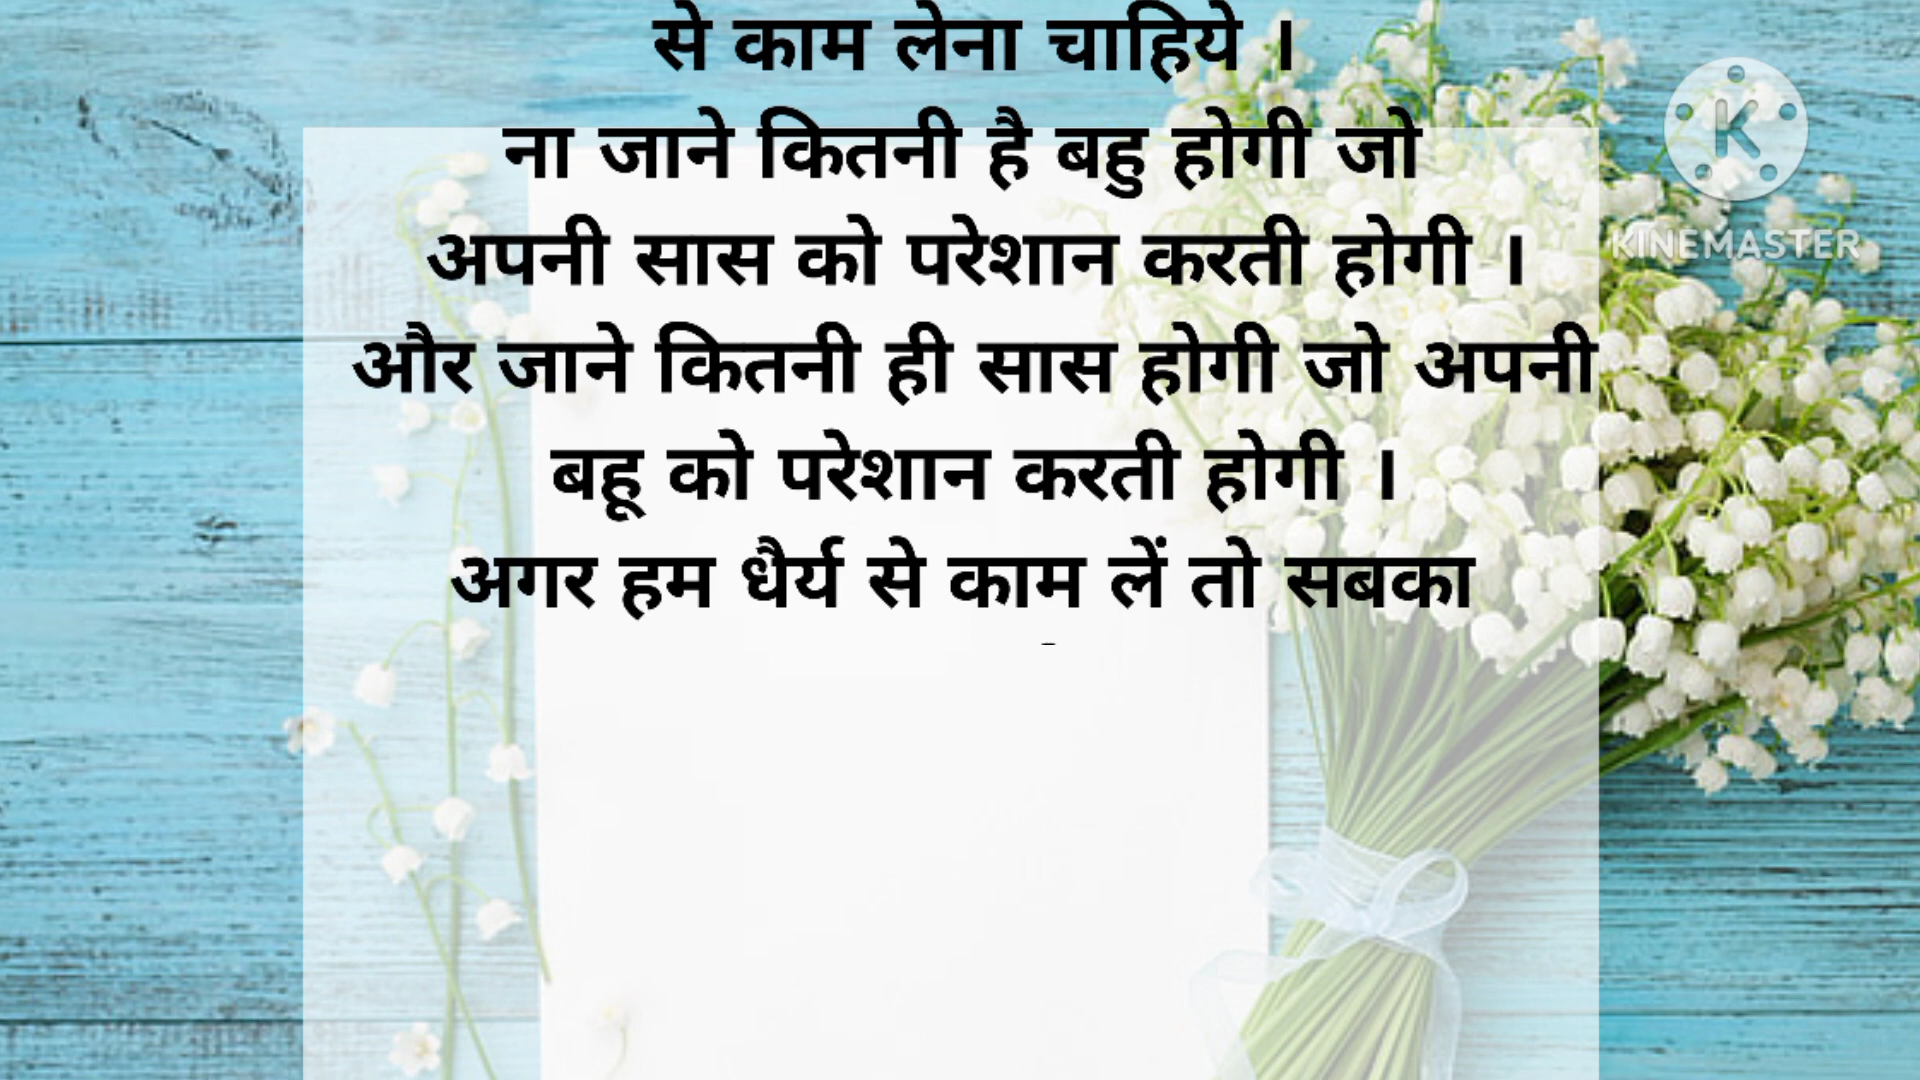 से काम लेना चाहिये ।
ना जाने कितनी है बहु होगी जो
अपनी सास को परेशान करती होगी ।
और जाने कितनी ही सास होगी जो अपनी
बहू को परेशान करती होगी ।
अगर हम धैर्य से काम लें तो सबका
K
KINEMASTER